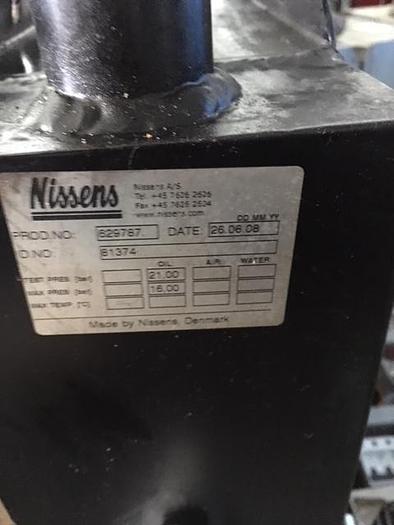 Nissens
Nissens A/S
Tel. +45 7626 2626
Fax +45 7626 2604
www.nissens.com
DD MM YY
PROD.NO: 629767 DATE: 26.06.08
D.NO: 81374
OIL AIR WATER
TEST PRES [bar] 21.00
MAX PRES [bar] 16.00
MAX TEMP. [°C]
Made by Nissens, Denmark